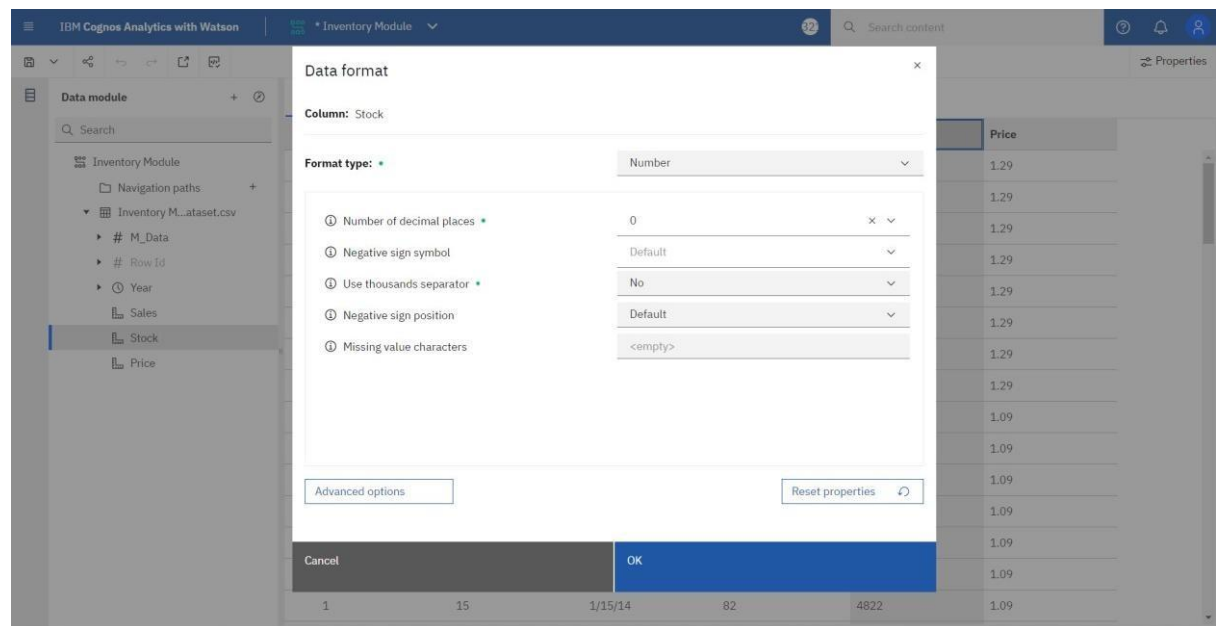 IBM Cognos Analytics with Watson
* Inventory Module
Search content
Properties
Data module
Search
Inventory Module
Navigation paths
Inventory M...ataset.csv
# M_Data
# Row Id
Year
Sales
Stock
Price
Data format
Column: Stock
Format type:
Number
Number of decimal places
0
Negative sign symbol
Default
Use thousands separator
No
Negative sign position
Default
Missing value characters
<empty>
Advanced options
Reset properties
Cancel
OK
Price
1.29
1.29
1.29
1.29
1.29
1.29
1.29
1.29
1.09
1.09
1.09
1.09
1.09
1.09
1 15 1/15/14 82 4822 1.09